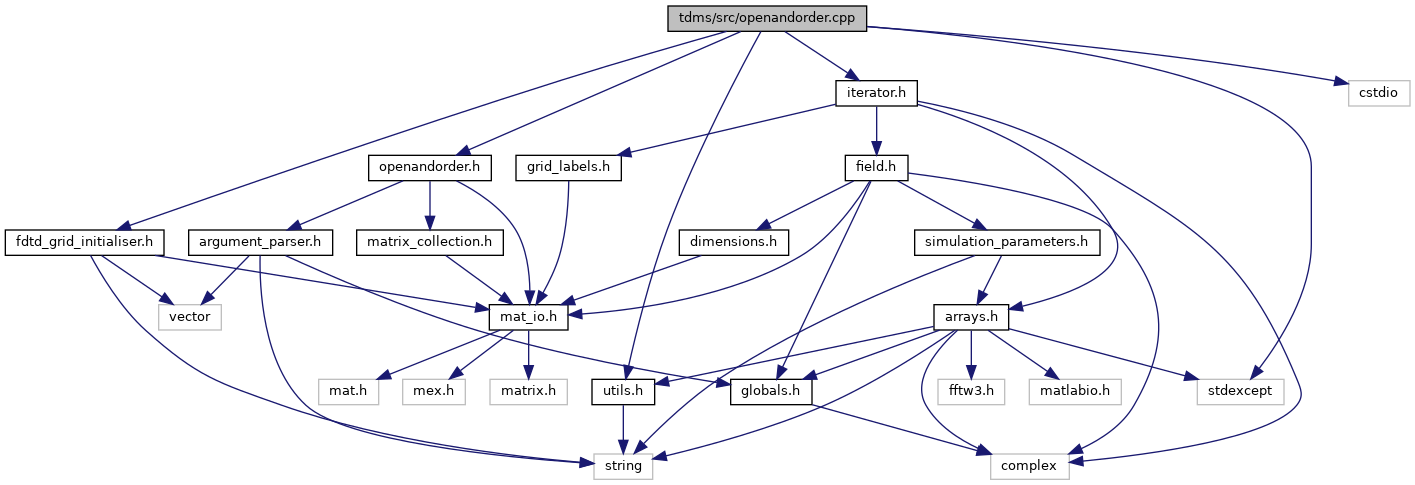 tdms/src/openandorder.cpp
iterator.h
cstdio
openandorder.h
grid_labels.h
field.h
fdtd_grid_initialiser.h
argument_parser.h
matrix_collection.h
dimensions.h
simulation_parameters.h
vector
mat_io.h
arrays.h
mat.h
mex.h
matrix.h
utils.h
globals.h
fftw3.h
matlabio.h
stdexcept
string
complex